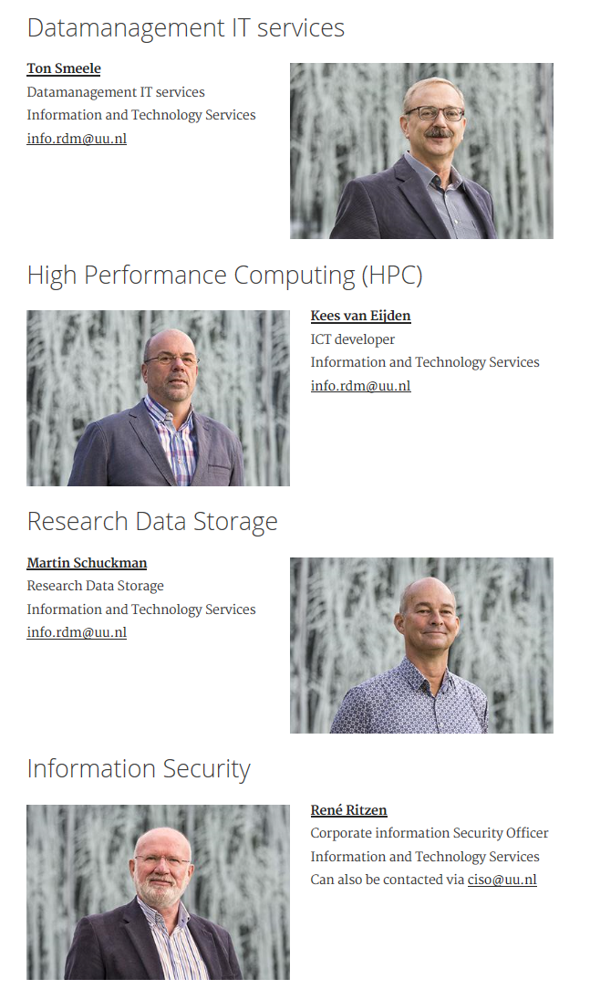 Datamanagement IT services
Ton Smeele
Datamanagement IT services
Information and Technology Services
info.rdm@uu.nl
High Performance Computing (HPC)
Kees van Eijden
ICT developer
Information and Technology Services
info.rdm@uu.nl
Research Data Storage
Martin Schuckman
Research Data Storage
Information and Technology Services
info.rdm@uu.nl
Information Security
René Ritzen
Corporate information Security Officer
Information and Technology Services
Can also be contacted via ciso@uu.nl